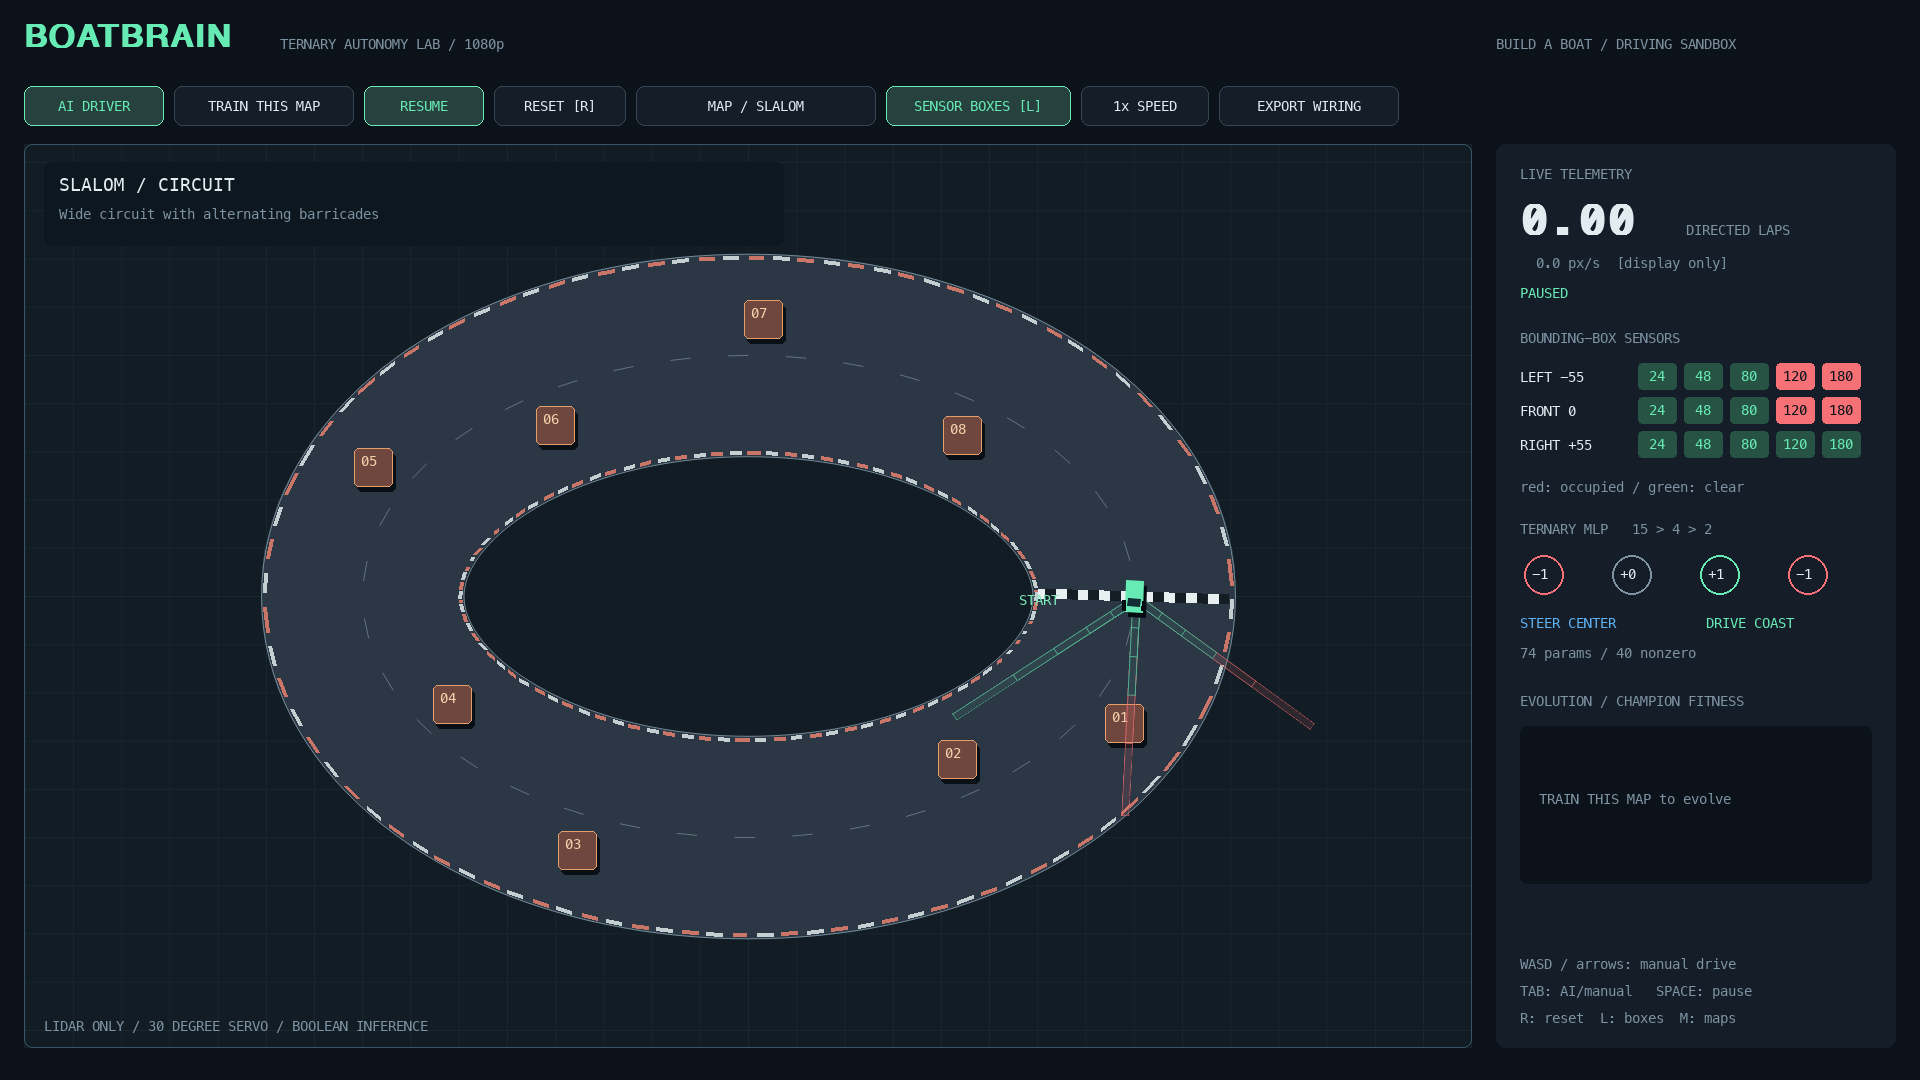 BOATBRAIN
TERNARY AUTONOMY LAB / 1080p
BUILD A BOAT / DRIVING SANDBOX
AI DRIVER
TRAIN THIS MAP
RESUME
RESET [R]
MAP / SLALOM
SENSOR BOXES [L]
1x SPEED
EXPORT WIRING
SLALOM / CIRCUIT
Wide circuit with alternating barricades
07
06
08
05
START
04
01
02
03
LIDAR ONLY / 30 DEGREE SERVO / BOOLEAN INFERENCE
LIVE TELEMETRY
0.00 DIRECTED LAPS
0.0 px/s [display only]
PAUSED
BOUNDING-BOX SENSORS
LEFT -55 24 48 80 120 180
FRONT 0 24 48 80 120 180
RIGHT +55 24 48 80 120 180
red: occupied / green: clear
TERNARY MLP 15 > 4 > 2
-1 +0 +1 -1
STEER CENTER DRIVE COAST
74 params / 40 nonzero
EVOLUTION / CHAMPION FITNESS
TRAIN THIS MAP to evolve
WASD / arrows: manual drive
TAB: AI/manual SPACE: pause
R: reset L: boxes M: maps